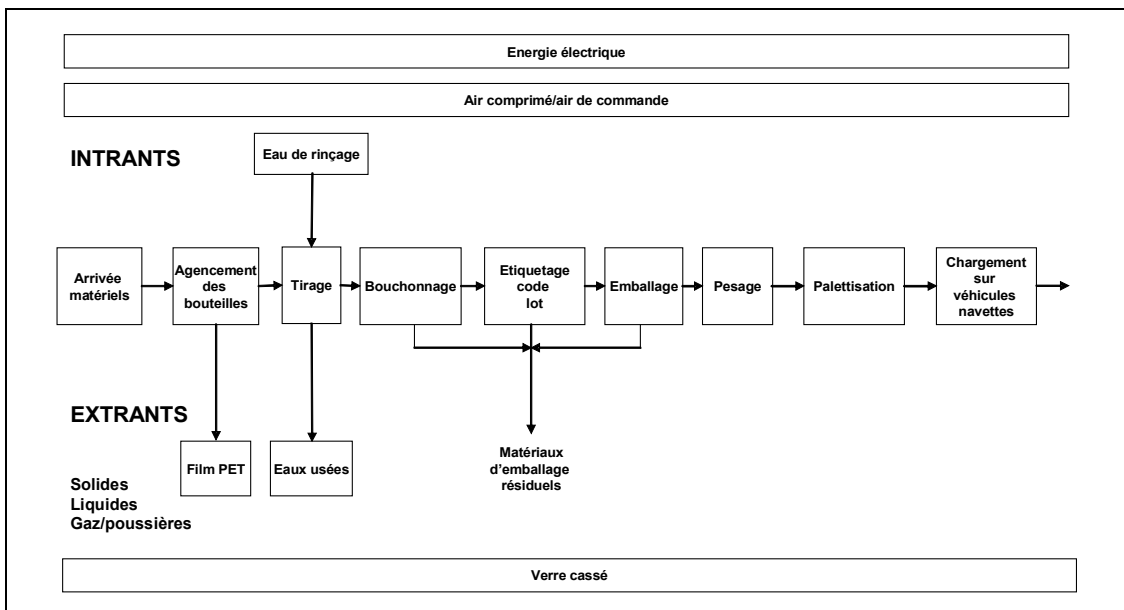 Energie électrique
Air comprimé/air de commande
INTRANTS
Eau de rinçage
Arrivée
matériels
Agencement
des
bouteilles
Tirage
Bouchonnage
Etiquetage
code
lot
Emballage
Pesage
Palettisation
Chargement
sur
véhicules
navettes
EXTRANTS
Film PET
Eaux usées
Matériaux
d'emballage
résiduels
Solides
Liquides
Gaz/poussières
Verre cassé